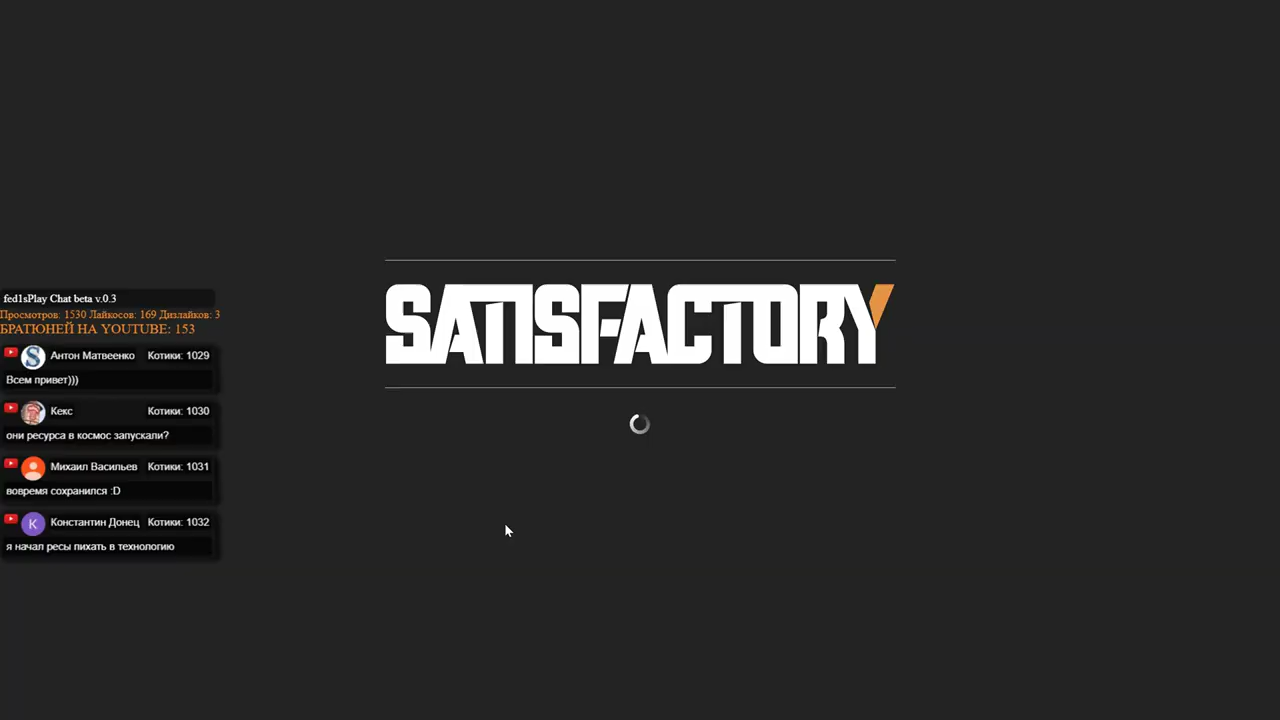 SATISFACTORY
fed1sPlay Chat beta v.0.3
Просмотров: 1530 Лайкосов: 169 Дизлайков: 3
БРАТЮНЕЙ НА YOUTUBE: 153
Антон Матвеенко Котики: 1029
Всем привет)))
Кекс Котики: 1030
они ресурса в космос запускали?
Михаил Васильев Котики: 1031
вовремя сохранился :D
К Константин Донец Котики: 1032
я начал ресы пихать в технологию